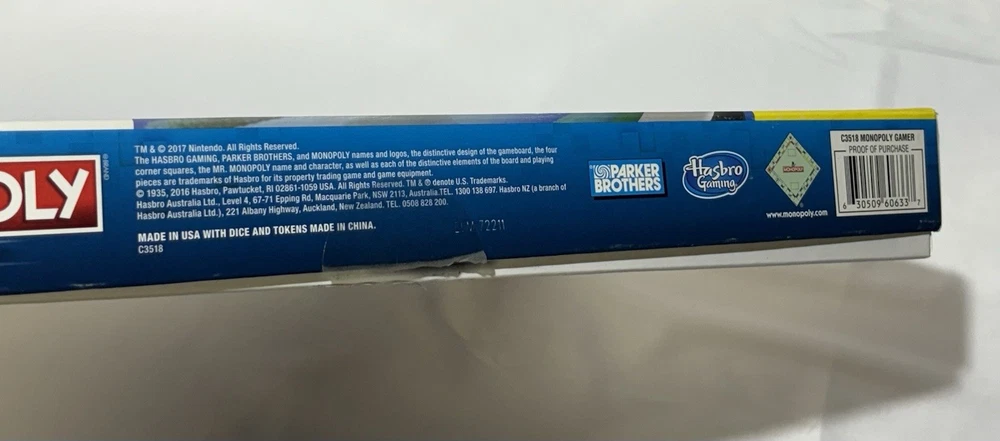 OLY
TM & © 2017 Nintendo. All Rights Reserved.
The HASBRO GAMING, PARKER BROTHERS, and MONOPOLY names and logos, the distinctive design of the gameboard, the four
corner squares, the MR. MONOPOLY name and character, as well as each of the distinctive elements of the board and playing
pieces are trademarks of Hasbro for its property trading game and game equipment.
© 1935, 2016 Hasbro, Pawtucket, RI 02861-1059 USA. All Rights Reserved. TM & ® denote U.S. Trademarks.
Hasbro Australia Ltd., Level 4, 67-71 Epping Rd, Macquarie Park, NSW 2113, Australia.TEL. 1300 138 697. Hasbro NZ (a branch of
Hasbro Australia Ltd.), 221 Albany Highway, Auckland, New Zealand. TEL. 0508 828 200.
MADE IN USA WITH DICE AND TOKENS MADE IN CHINA.
C3518
72211
PARKER
BROTHERS
Hasbro
Gaming
MONOPOLY
www.monopoly.com
C3518 MONOPOLY GAMER
PROOF OF PURCHASE
6 30509 60633 7